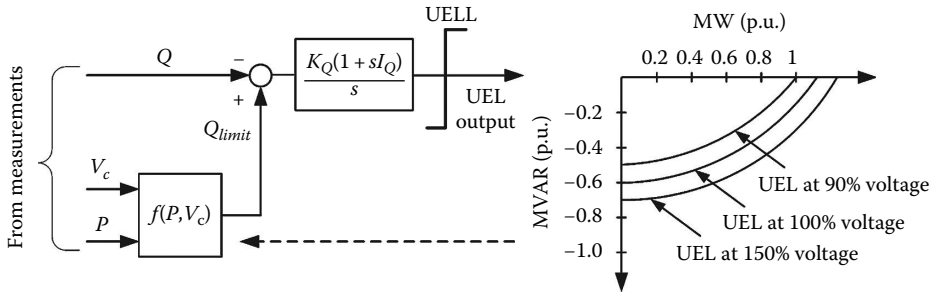 From measurements
Q
−
+
Q_limit
V_c
P
f(P,V_c)
K_Q(1 + sI_Q)
s
UELL
UEL
output
MW (p.u.)
0.2 0.4 0.6 0.8 1
MVAR (p.u.)
−0.2
−0.4
−0.6
−0.8
−1.0
UEL at 90% voltage
UEL at 100% voltage
UEL at 150% voltage